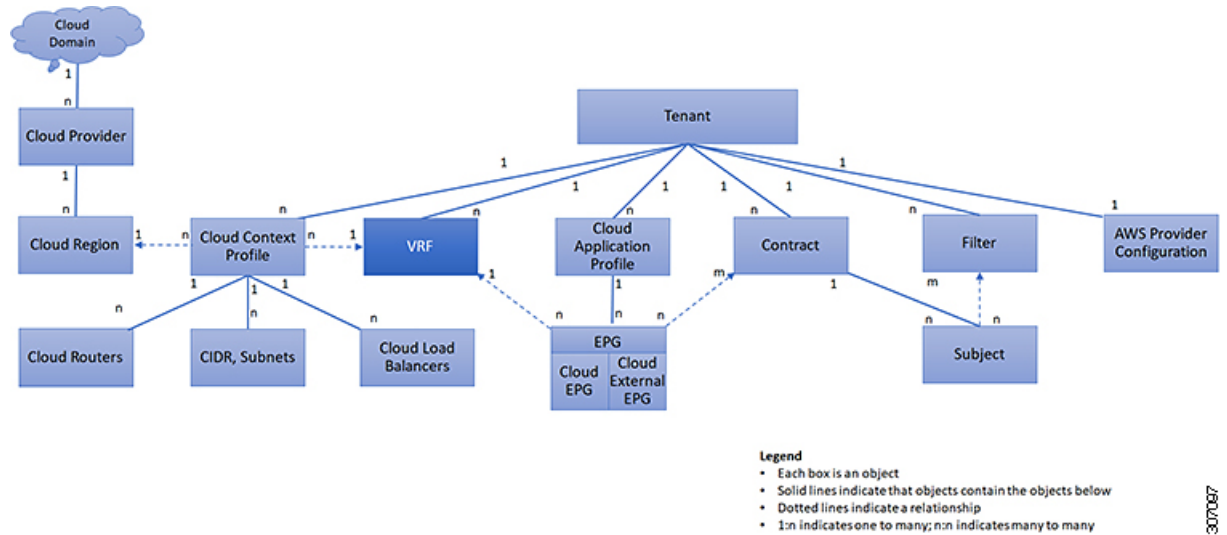 Cloud
Domain
1
n
Cloud Provider
Tenant
1
1
1
1
1
1
1
n
n
n
n
n
n
1
Cloud Region
1
n
Cloud Context
Profile
n
1
VRF
Cloud
Application
Profile
Contract
Filter
AWS Provider
Configuration
1
1
1
1
1
m
1
m
n
n
n
n
n
n
n
Cloud Routers
CIDR, Subnets
Cloud Load
Balancers
EPG
Cloud
EPG
Cloud
External
EPG
Subject
Legend
• Each box is an object
• Solid lines indicate that objects contain the objects below
• Dotted lines indicate a relationship
• 1:n indicates one to many; n:n indicates many to many
307097